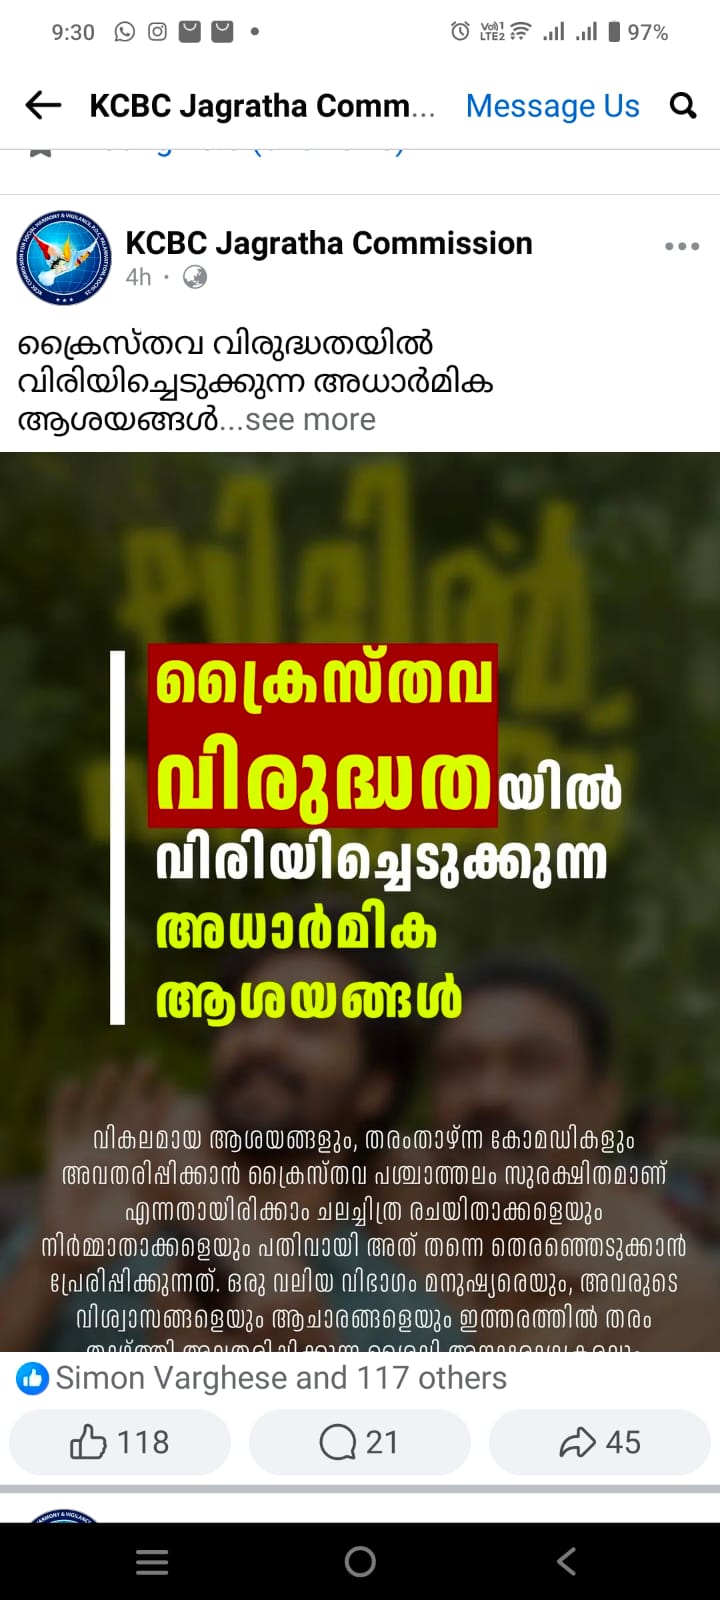 9:30
Vo))1
LTE2
97%
KCBC Jagratha Comm...
Message Us
KCBC Jagratha Commission
4h ·
ക്രൈസ്തവ വിരുദ്ധതയിൽ
വിരിയിച്ചെടുക്കുന്ന അധാർമിക
ആശയങ്ങൾ...see more
ക്രൈസ്തവ
വിരുദ്ധതയിൽ
വിരിയിച്ചെടുക്കുന്ന
അധാർമിക
ആശയങ്ങൾ
വികലമായ ആശയങ്ങളും, തരംതാഴ്ന്ന കോമഡികളും
അവതരിപ്പിക്കാൻ ക്രൈസ്തവ പശ്ചാത്തലം സുരക്ഷിതമാണ്
എന്നതായിരിക്കാം ചലച്ചിത്ര രചയിതാക്കളെയും
നിർമ്മാതാക്കളെയും പതിവായി അത് തന്നെ തെരഞ്ഞെടുക്കാൻ
പ്രേരിപ്പിക്കുന്നത്. ഒരു വലിയ വിഭാഗം മനുഷ്യരെയും, അവരുടെ
വിശ്വാസങ്ങളെയും ആചാരങ്ങളെയും ഇത്തരത്തിൽ തരം
Simon Varghese and 117 others
118
21
45